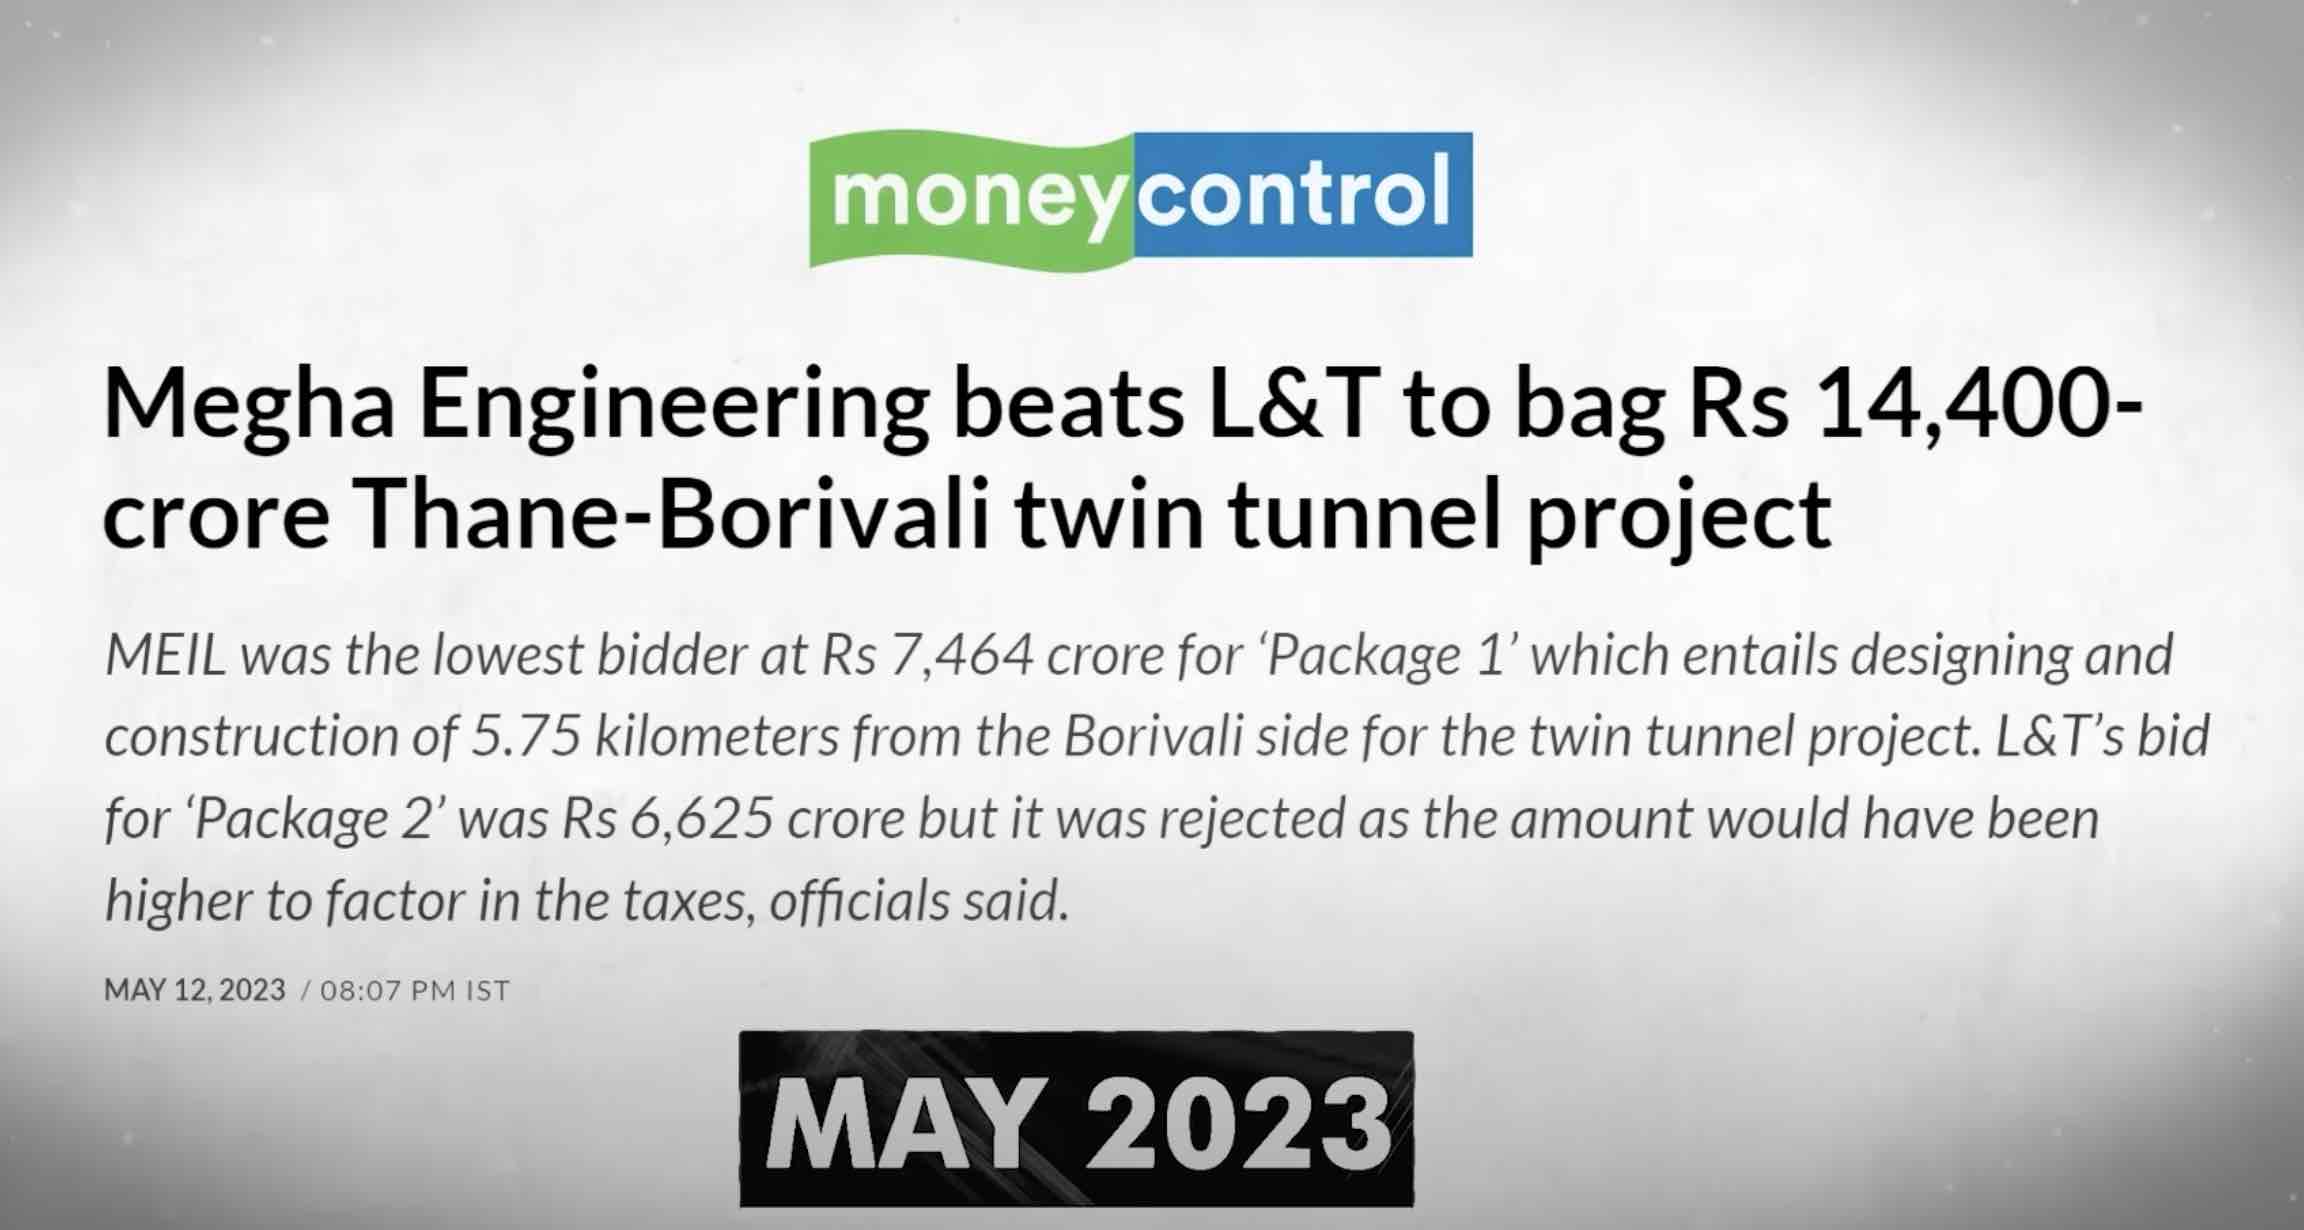 moneycontrol
Megha Engineering beats L&T to bag Rs 14,400-
crore Thane-Borivali twin tunnel project
MEIL was the lowest bidder at Rs 7,464 crore for ‘Package 1’ which entails designing and
construction of 5.75 kilometers from the Borivali side for the twin tunnel project. L&T’s bid
for ‘Package 2’ was Rs 6,625 crore but it was rejected as the amount would have been
higher to factor in the taxes, officials said.
MAY 12, 2023 / 08:07 PM IST
MAY 2023